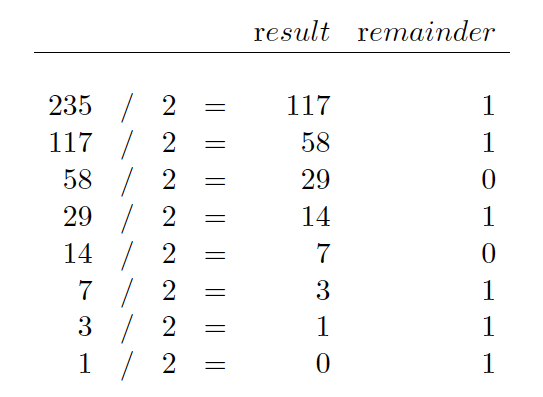 result remainder
235 / 2 = 117 1
117 / 2 = 58 1
58 / 2 = 29 0
29 / 2 = 14 1
14 / 2 = 7 0
7 / 2 = 3 1
3 / 2 = 1 1
1 / 2 = 0 1